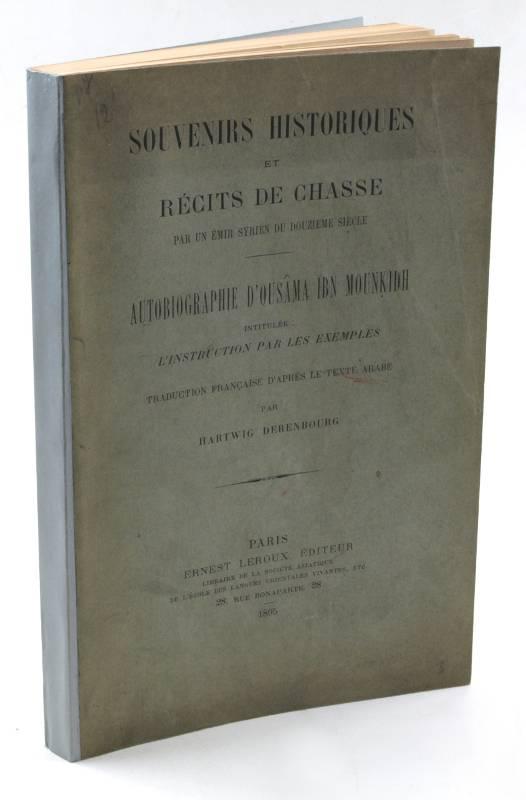 SOUVENIRS HISTORIQUES
ET
RÉCITS DE CHASSE
PAR UN ÉMIR SYRIEN DU DOUZIÈME SIÈCLE
AUTOBIOGRAPHIE D'OUSÂMA IBN MOUNḲIDH
INTITULÉE
L'INSTRUCTION PAR LES EXEMPLES
TRADUCTION FRANÇAISE D'APRÈS LE TEXTE ARABE
PAR
HARTWIG DERENBOURG
PARIS
ERNEST LEROUX, ÉDITEUR
LIBRAIRE DE LA SOCIÉTÉ ASIATIQUE
DE L'ÉCOLE DES LANGUES ORIENTALES VIVANTES, ETC
28, RUE BONAPARTE, 28
1895